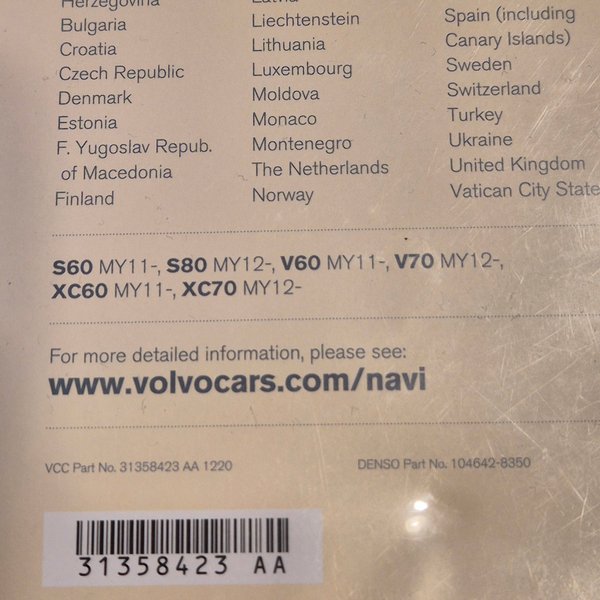 Herzegovina
Bulgaria
Croatia
Czech Republic
Denmark
Estonia
F. Yugoslav Repub.
of Macedonia
Finland
Latvia
Liechtenstein
Lithuania
Luxembourg
Moldova
Monaco
Montenegro
The Netherlands
Norway
Spain (including
Canary Islands)
Sweden
Switzerland
Turkey
Ukraine
United Kingdom
Vatican City State
S60 MY11-, S80 MY12-, V60 MY11-, V70 MY12-,
XC60 MY11-, XC70 MY12-
For more detailed information, please see:
www.volvocars.com/navi
VCC Part No. 31358423 AA 1220
DENSO Part No. 104642-8350
31358423 AA